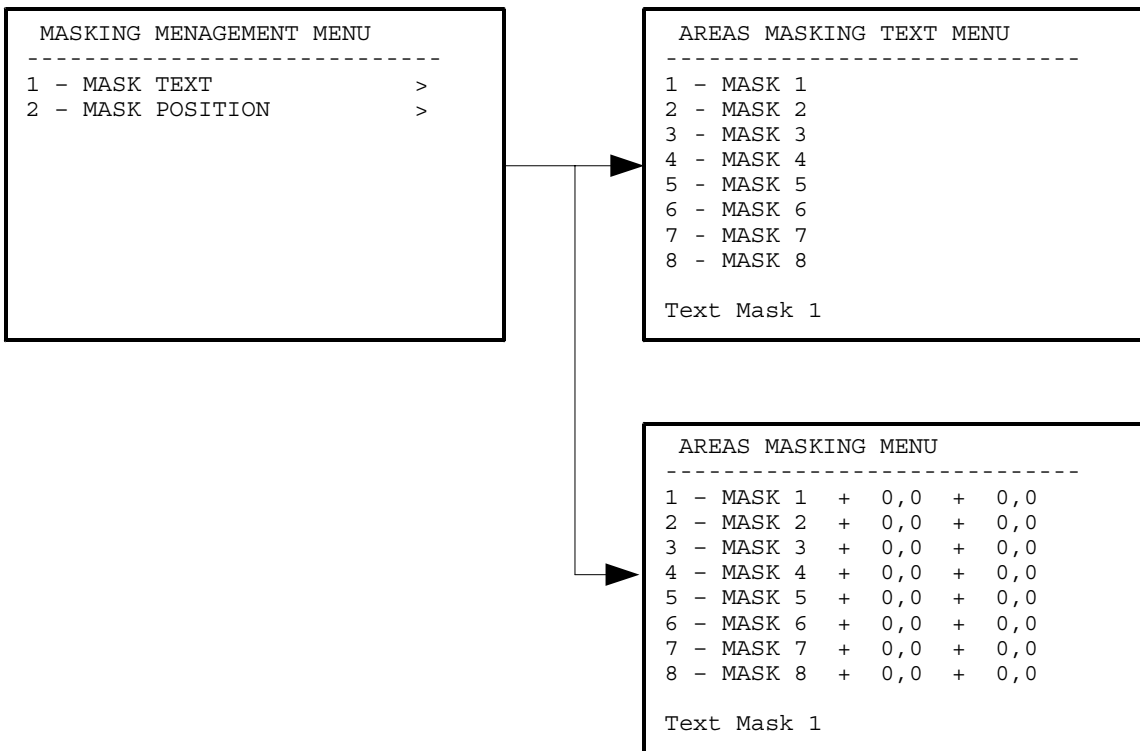 MASKING MENAGEMENT MENU
-----------------------------
1 – MASK TEXT >
2 – MASK POSITION >
AREAS MASKING TEXT MENU
-----------------------------
1 – MASK 1
2 - MASK 2
3 - MASK 3
4 - MASK 4
5 - MASK 5
6 - MASK 6
7 - MASK 7
8 - MASK 8
Text Mask 1
AREAS MASKING MENU
-----------------------------
1 – MASK 1 + 0,0 + 0,0
2 – MASK 2 + 0,0 + 0,0
3 – MASK 3 + 0,0 + 0,0
4 – MASK 4 + 0,0 + 0,0
5 – MASK 5 + 0,0 + 0,0
6 – MASK 6 + 0,0 + 0,0
7 – MASK 7 + 0,0 + 0,0
8 – MASK 8 + 0,0 + 0,0
Text Mask 1